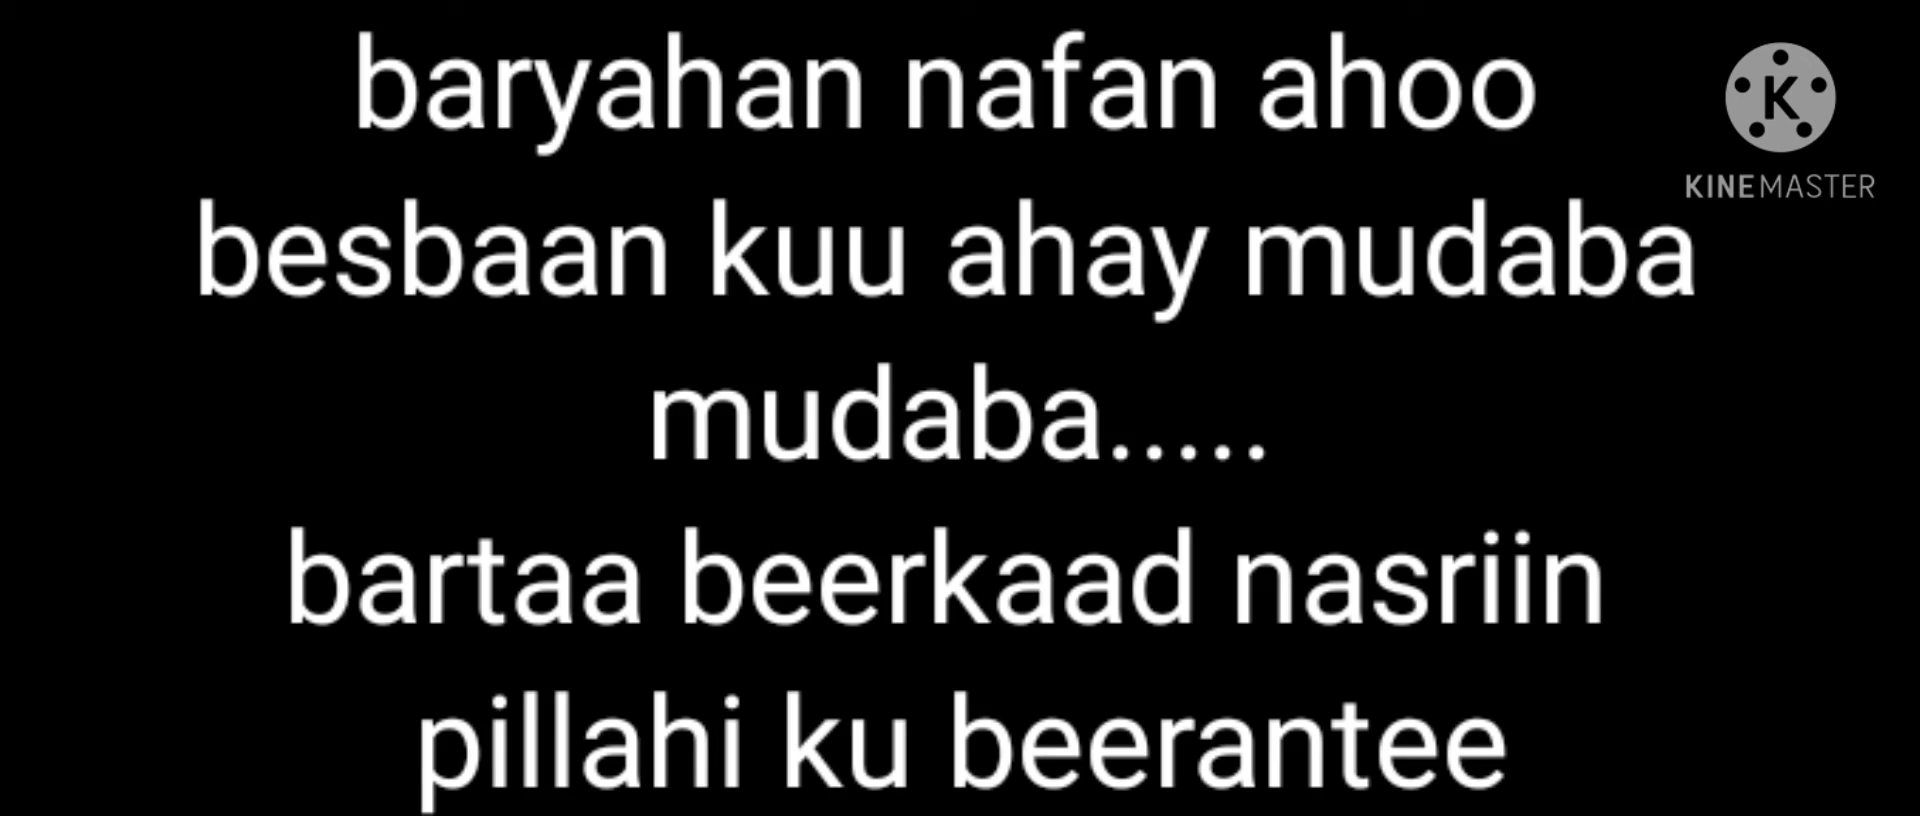 baryahan nafan ahoo
besbaan kuu ahay mudaba
mudaba.....
bartaa beerkaad nasriin
pillahi ku beerantee
KINEMASTER